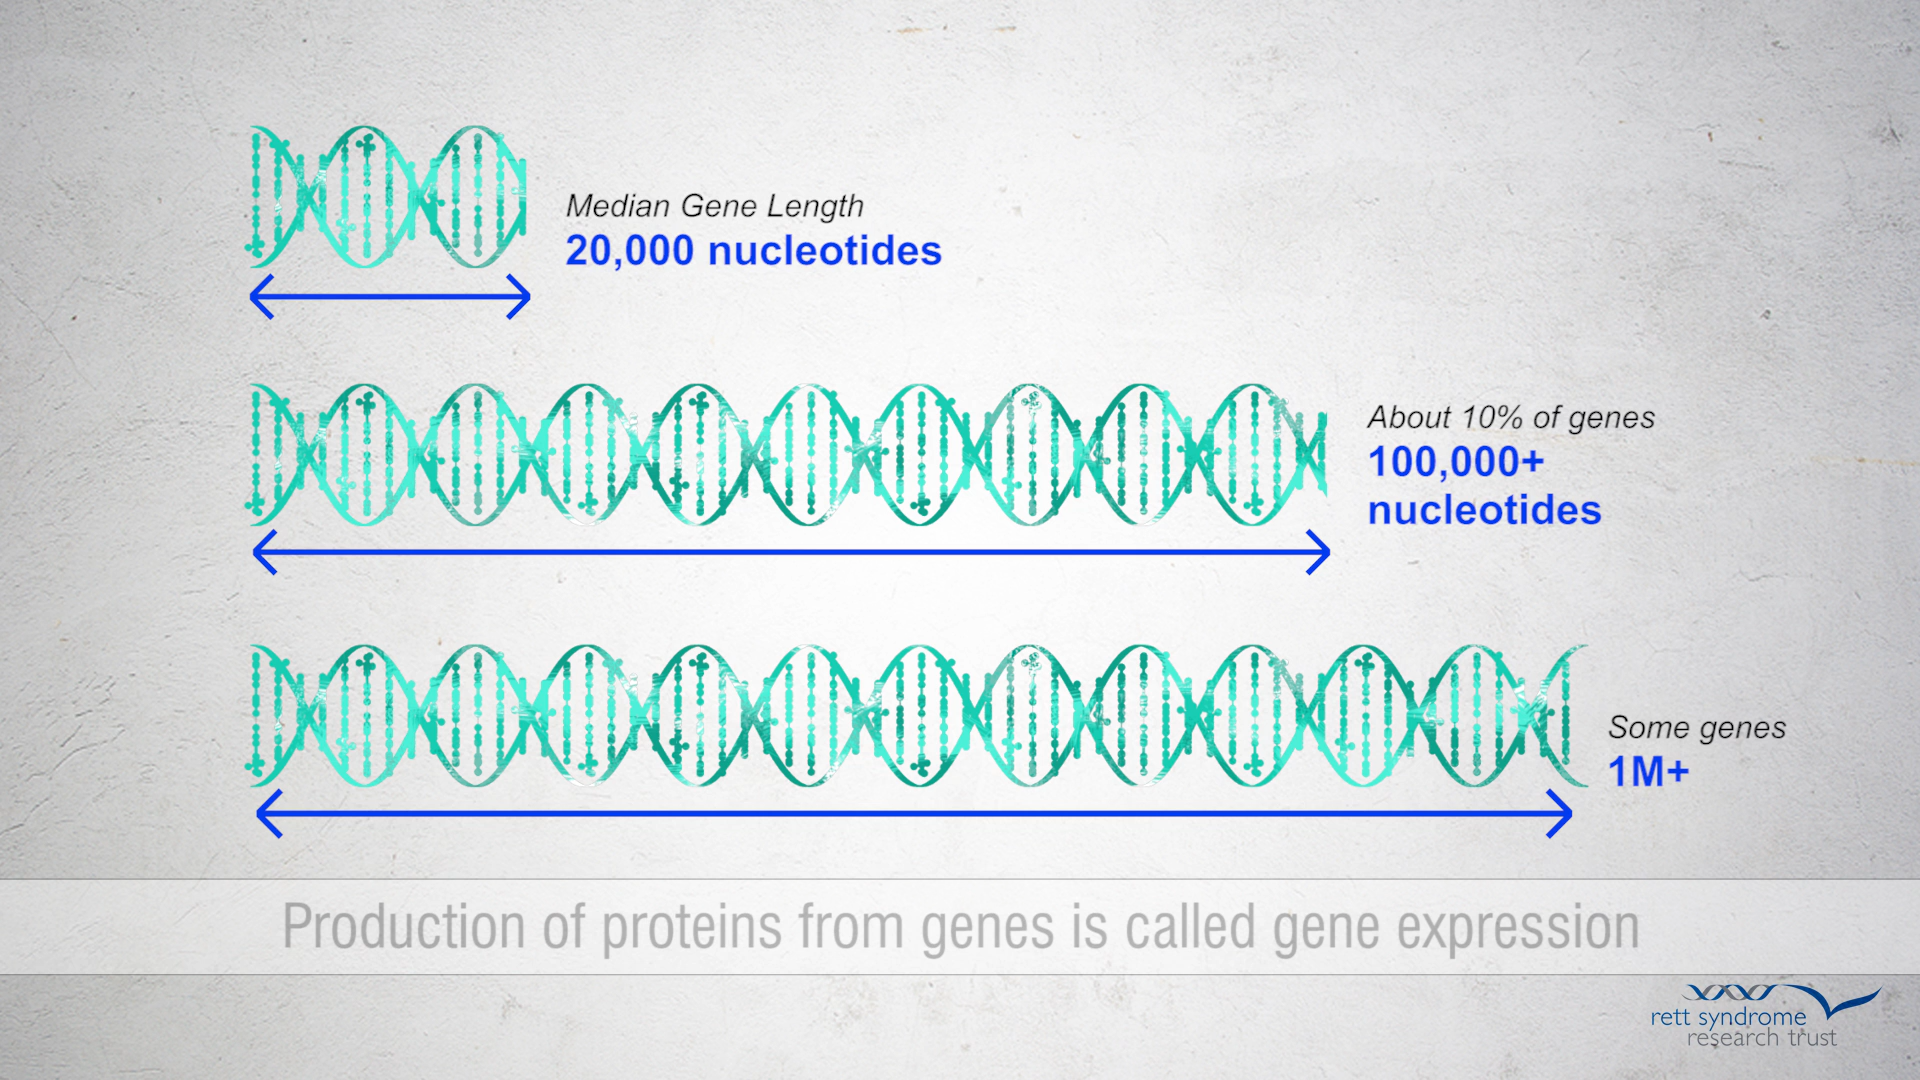 Median Gene Length
20,000 nucleotides
About 10% of genes
100,000+
nucleotides
Some genes
1M+
Production of proteins from genes is called gene expression
rett syndrome
research trust